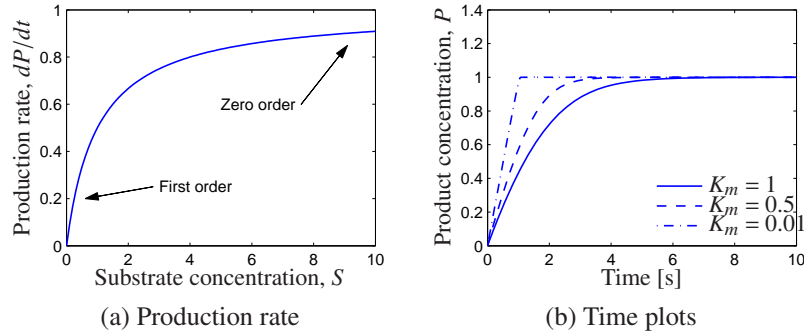 Production rate, dP/dt
1
0.8
0.6
0.4
0.2
0
Zero order
First order
0 2 4 6 8 10
Substrate concentration, S
(a) Production rate
Product concentration, P
1.4
1.2
1
0.8
0.6
0.4
0.2
0
K_m = 1
K_m = 0.5
K_m = 0.01
0 2 4 6 8 10
Time [s]
(b) Time plots